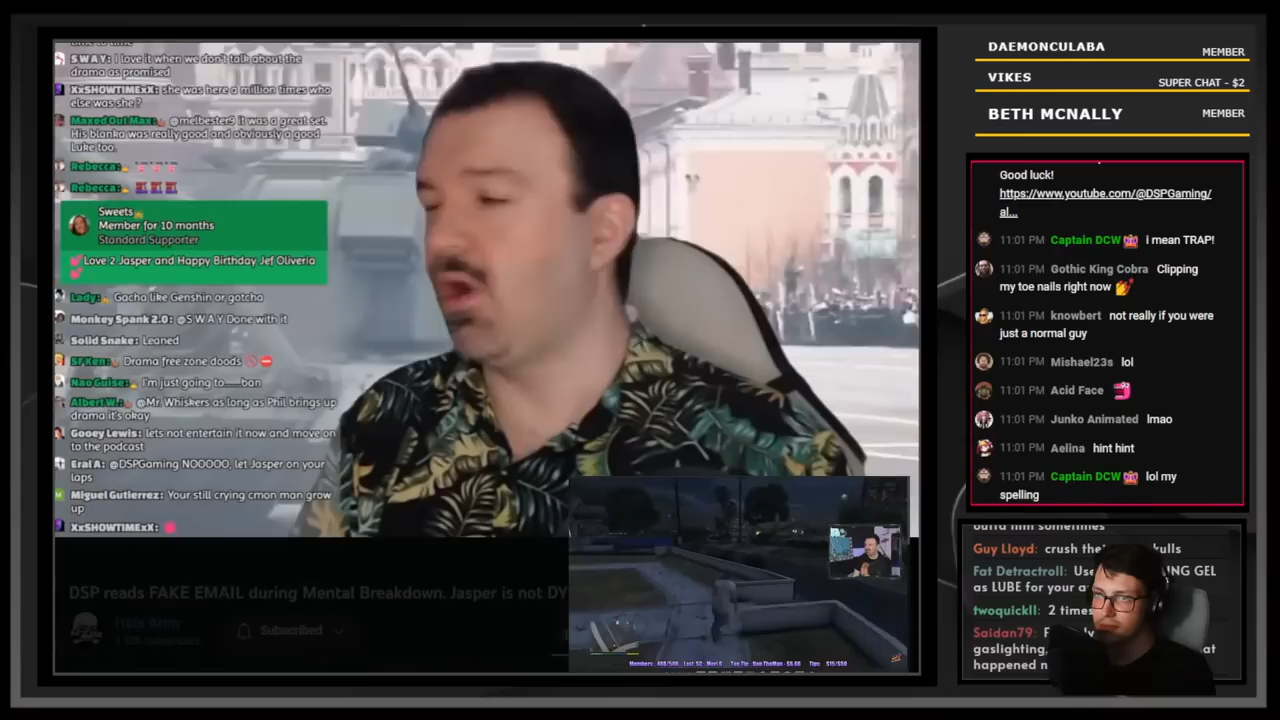 SWAY: I love it when we don't talk about the
drama as promised
XxSHOWTIMExX: she was here a million times who
else was she ?
Maxed Out Max: @melbester9 it was a great set.
His blanka was really good and obviously a good
Luke too.
Rebecca:
Rebecca:
Sweets
Member for 10 months
Standard Supporter
Love 2 Jasper and Happy Birthday Jef Oliveria
Lady: Gacha like Genshin or gotcha
Monkey Spank 2.0: @S W A Y Done with it
Solid Snake: Leaned
SFKen: Drama free zone doods
Nao Guise: I'm just going to......ban
Albert W.: @Mr Whiskers as long as Phil brings up
drama it's okay
Gooey Lewis: lets not entertain it now and move on
to the podcast
Eral A: @DSPGaming NOOOOO, let Jasper on your
laps
Miguel Gutierrez: Your still crying cmon man grow
up
XxSHOWTIMExX:
DSP reads FAKE EMAIL during Mental Breakdown. Jasper is not DY
Hate Army
Subscribed
DAEMONCULABA MEMBER
VIKES SUPER CHAT - $2
BETH MCNALLY MEMBER
Good luck!
https://www.youtube.com/@DSPGaming/
al...
11:01 PM Captain DCW i mean TRAP!
11:01 PM Gothic King Cobra Clipping
my toe nails right now
11:01 PM knowbert not really if you were
just a normal guy
11:01 PM Mishael23s lol
11:01 PM Acid Face
11:01 PM Junko Animated lmao
11:01 PM Aelina hint hint
11:01 PM Captain DCW lol my
spelling
sometimes
Guy Lloyd: crush
Fat Detractroll: NG GEL
as LUBE for your
twoquickll: 2 times
Saidan79:
gaslighting, at
happened